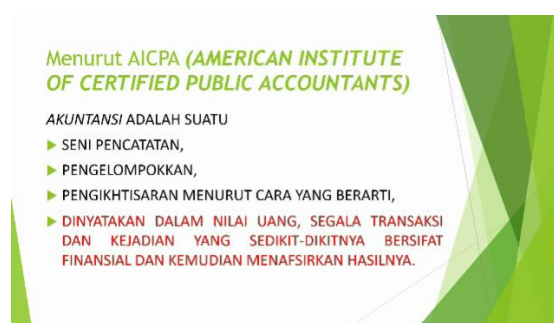 Menurut AICPA (AMERICAN INSTITUTE
OF CERTIFIED PUBLIC ACCOUNTANTS)
AKUNTANSI ADALAH SUATU
SENI PENCATATAN,
PENGELOMPOKKAN,
PENGIKHTISARAN MENURUT CARA YANG BERARTI,
DINYATAKAN DALAM NILAI UANG, SEGALA TRANSAKSI
DAN KEJADIAN YANG SEDIKIT-DIKITNYA BERSIFAT
FINANSIAL DAN KEMUDIAN MENAFSIRKAN HASILNYA.